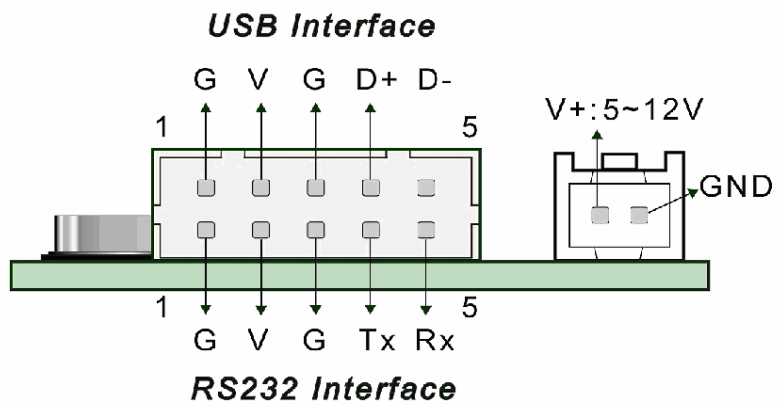 USB Interface
G V G D+ D-
1 5
V+:5~12V
GND
1 5
G V G Tx Rx
RS232 Interface